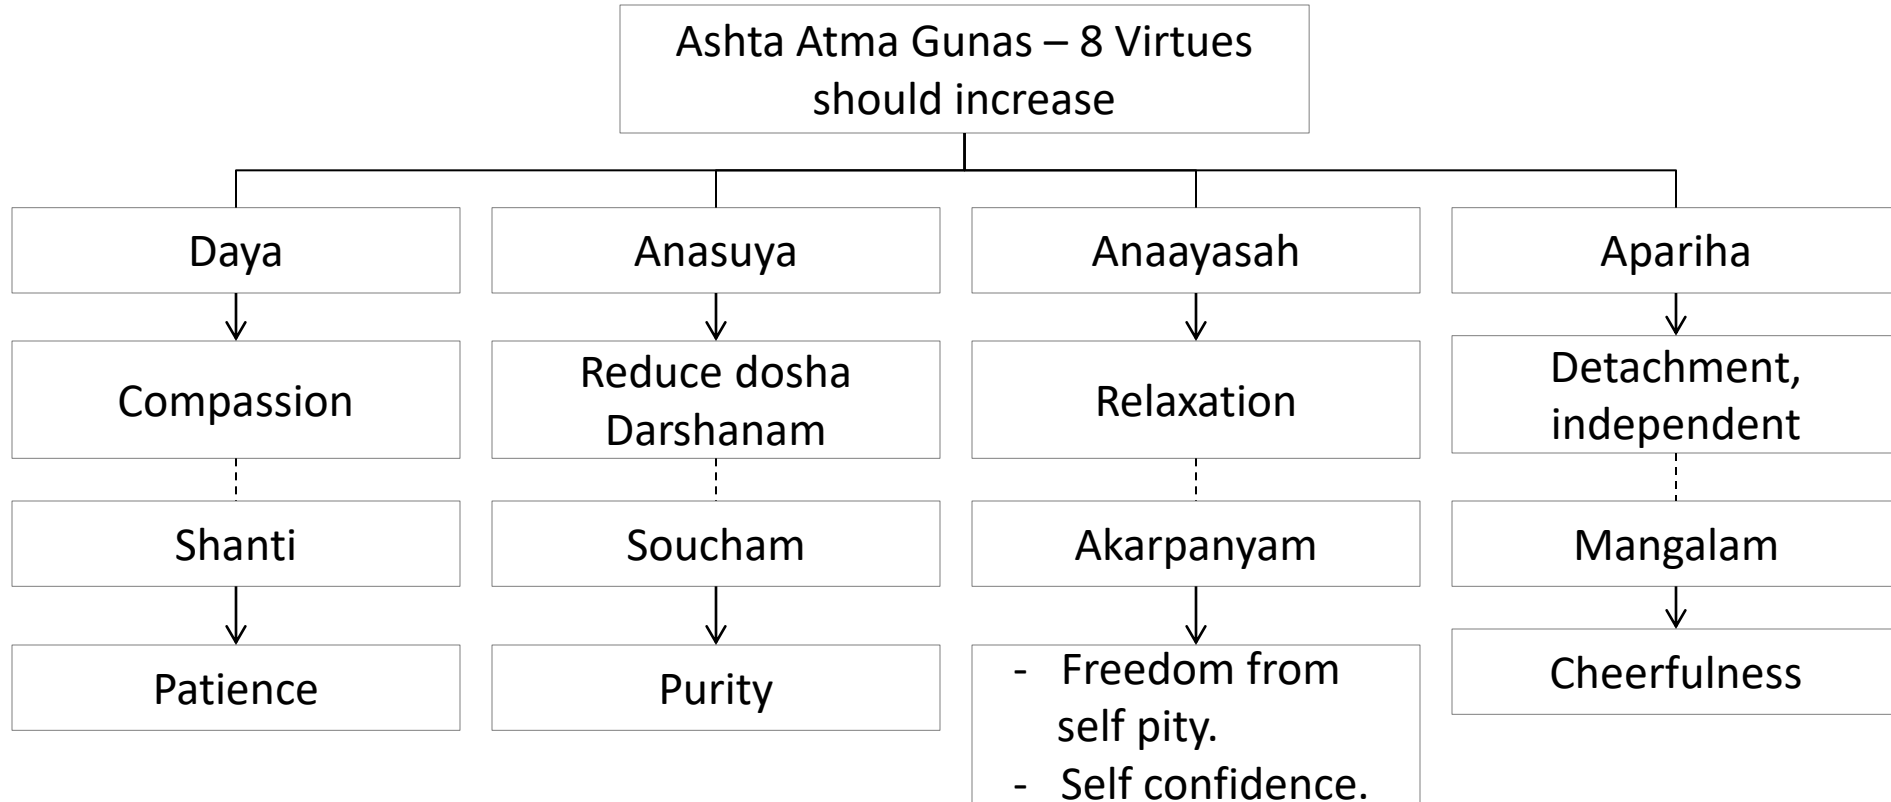 Ashta Atma Gunas – 8 Virtues
should increase
Daya
Anasuya
Anaayasah
Apariha
Compassion
Reduce dosha
Darshanam
Relaxation
Detachment,
independent
Shanti
Soucham
Akarpanyam
Mangalam
Patience
Purity
- Freedom from
self pity.
- Self confidence.
Cheerfulness